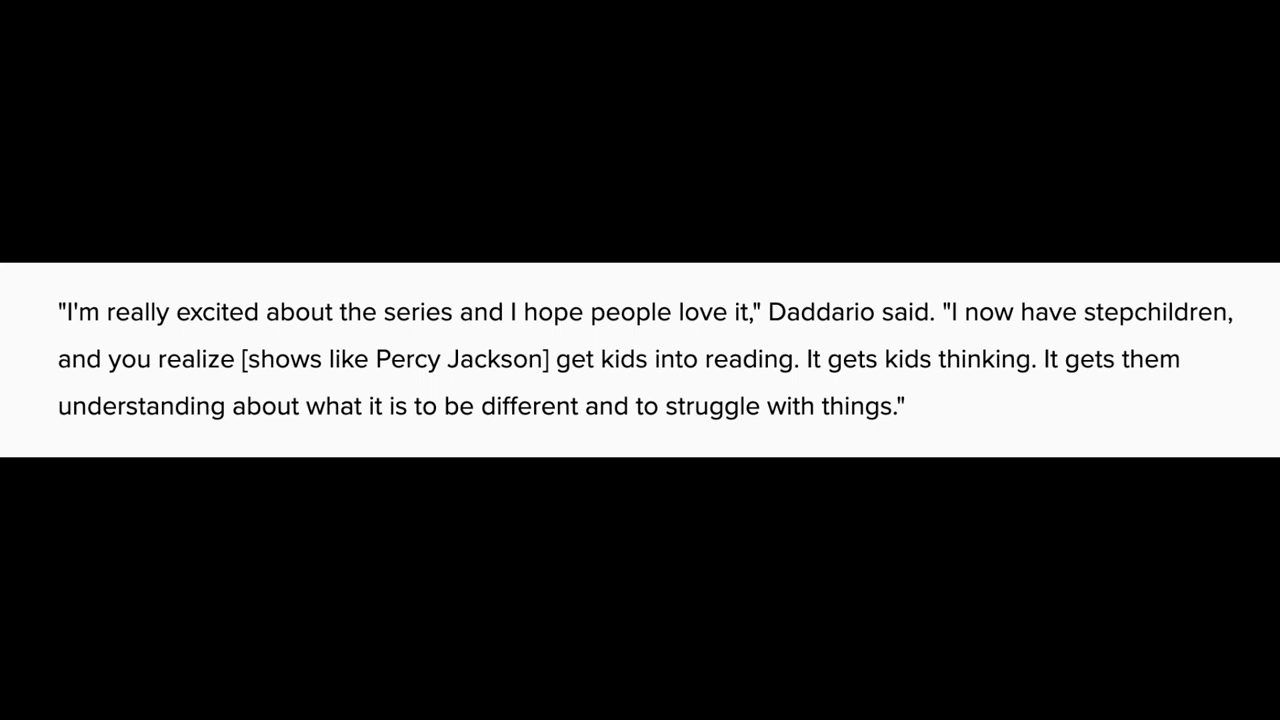 "I'm really excited about the series and I hope people love it," Daddario said. "I now have stepchildren,
and you realize [shows like Percy Jackson] get kids into reading. It gets kids thinking. It gets them
understanding about what it is to be different and to struggle with things."